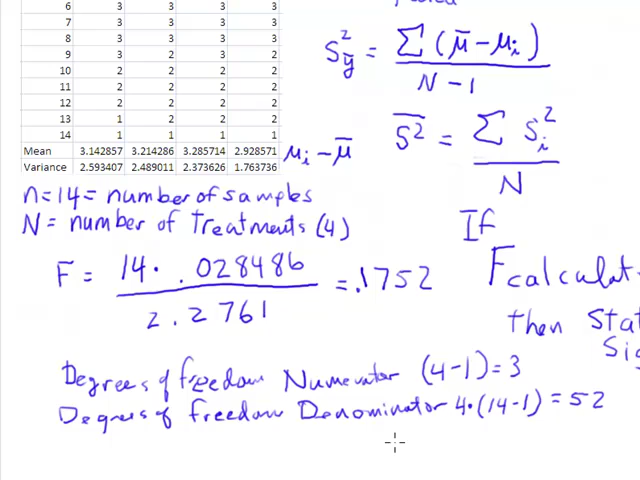 6 3 3 3 3
7 3 3 3 3
8 3 3 3 3
9 3 2 3 2
10 2 2 2 2
11 2 2 2 2
12 2 2 2 2
13 1 2 2 2
14 1 1 1 1
Mean 3.142857 3.214286 3.285714 2.928571
Variance 2.593407 2.489011 2.373626 1.763736
μi − μ̄
S²ȳ = Σ (μ̄ − μi) / N − 1
S̄² = Σ Si² / N
n = 14 = number of samples
N = number of Treatments (4)
If
F = 14 · .028486 / 2.2761 = .1752
Fcalculat
then Stat
Sig
Degrees of freedom Numerator (4−1) = 3
Degrees of freedom Denominator 4·(14−1) = 52